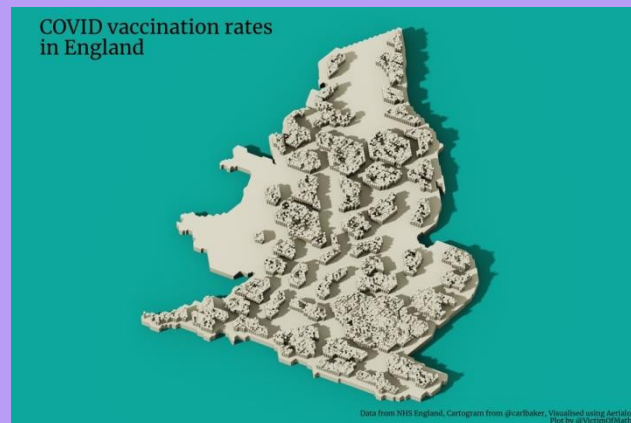 COVID vaccination rates
in England
Data from NHS England, Cartogram from @carlbaker, Visualised using Aerialo
Plot by @VictimOfMath